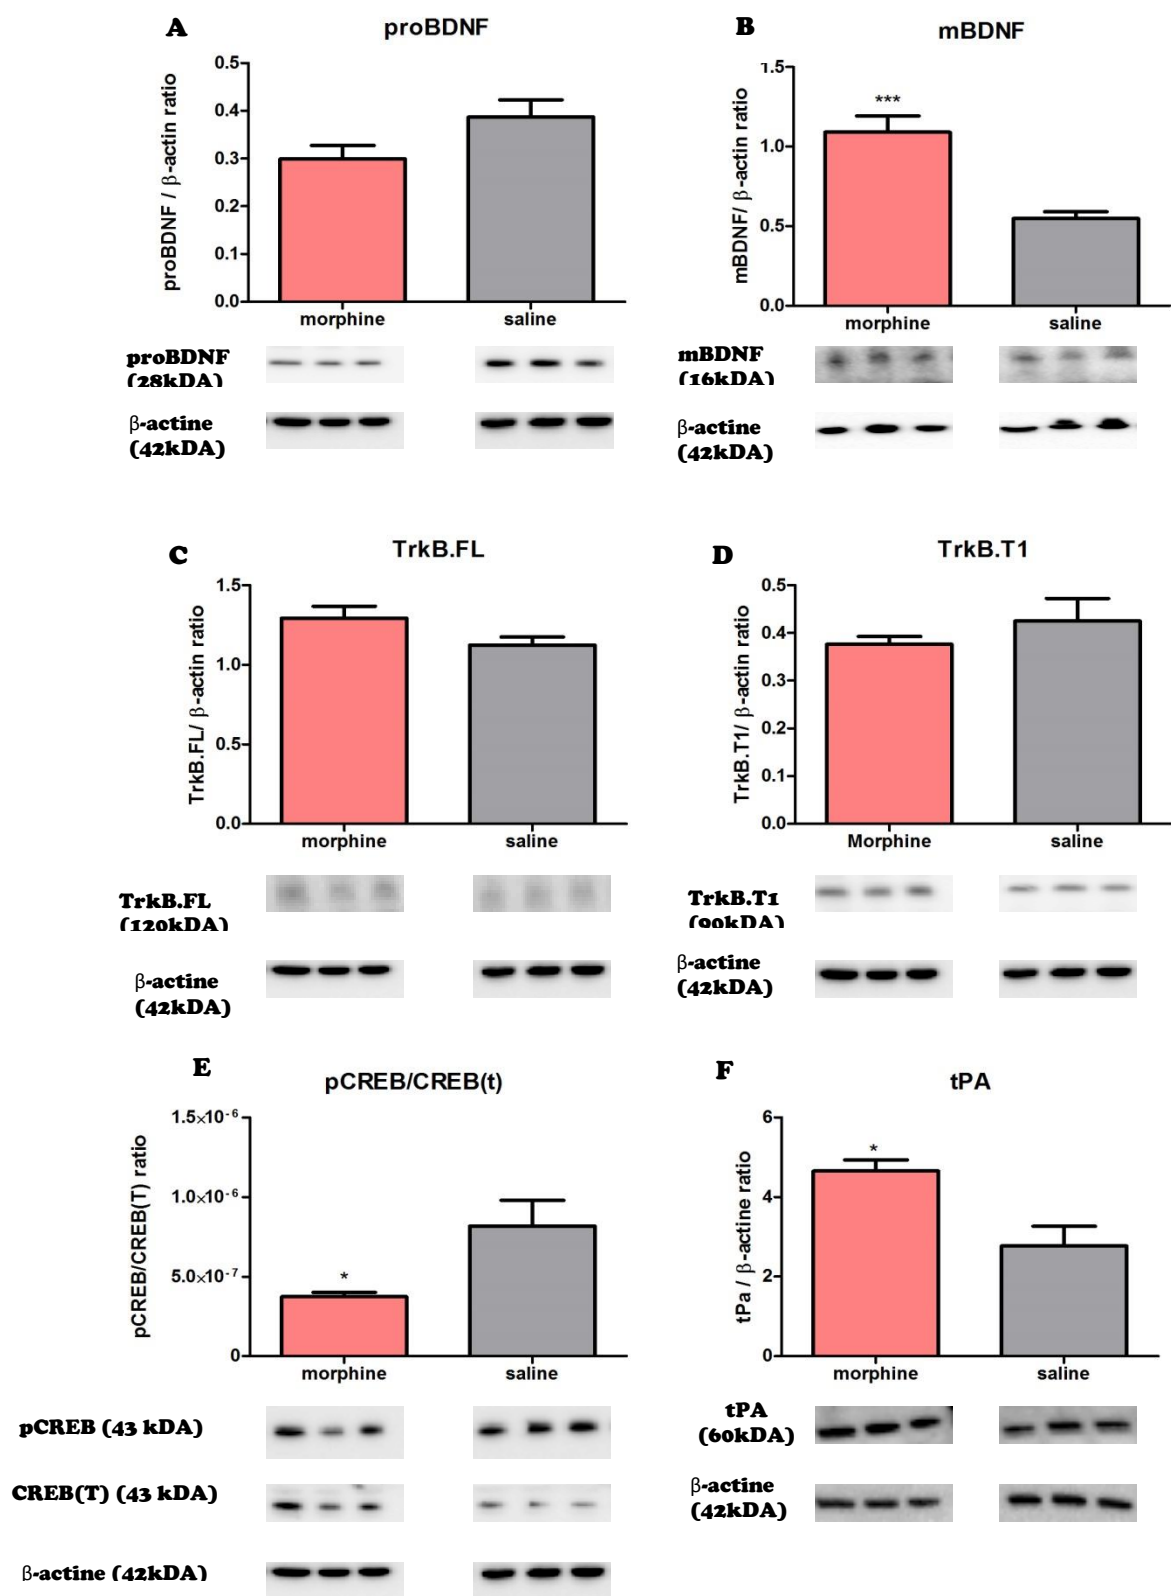 A
proBDNF
proBDNF / β-actin ratio
0.5
0.4
0.3
0.2
0.1
0.0
morphine
saline
proBDNF
(28kDA)
β-actine
(42kDA)
B
mBDNF
mBDNF/ β-actin ratio
1.5
1.0
0.5
0.0
***
morphine
saline
mBDNF
(16kDA)
β-actine
(42kDA)
C
TrkB.FL
TrkB.FL/ β-actin ratio
1.5
1.0
0.5
0.0
morphine
saline
TrkB.FL
(120kDA)
β-actine
(42kDA)
D
TrkB.T1
TrkB.T1/ β-actin ratio
0.5
0.4
0.3
0.2
0.1
0.0
Morphine
saline
TrkB.T1
(90kDA)
β-actine
(42kDA)
E
pCREB/CREB(t)
pCREB/CREB(T) ratio
1.5×10⁻⁶
1.0×10⁻⁶
5.0×10⁻⁷
0
*
morphine
saline
pCREB (43 kDA)
CREB(T) (43 kDA)
β-actine (42kDA)
F
tPA
tPa / β-actine ratio
6
4
2
0
*
morphine
saline
tPA
(60kDA)
β-actine
(42kDA)